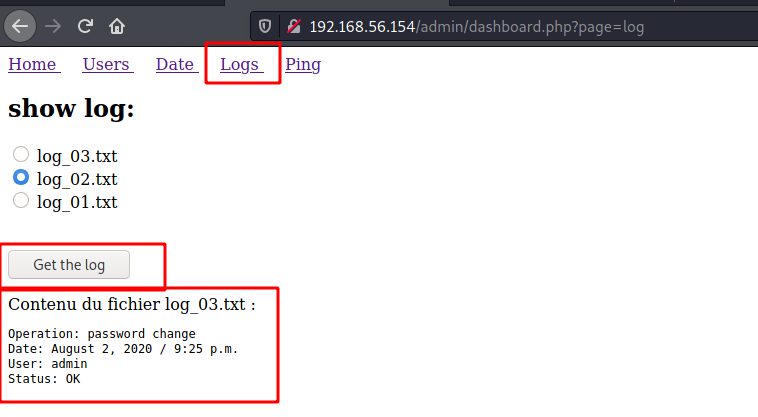 192.168.56.154/admin/dashboard.php?page=log
Home Users Date Logs Ping
show log:
log_03.txt
log_02.txt
log_01.txt
Get the log
Contenu du fichier log_03.txt :
Operation: password change
Date: August 2, 2020 / 9:25 p.m.
User: admin
Status: OK